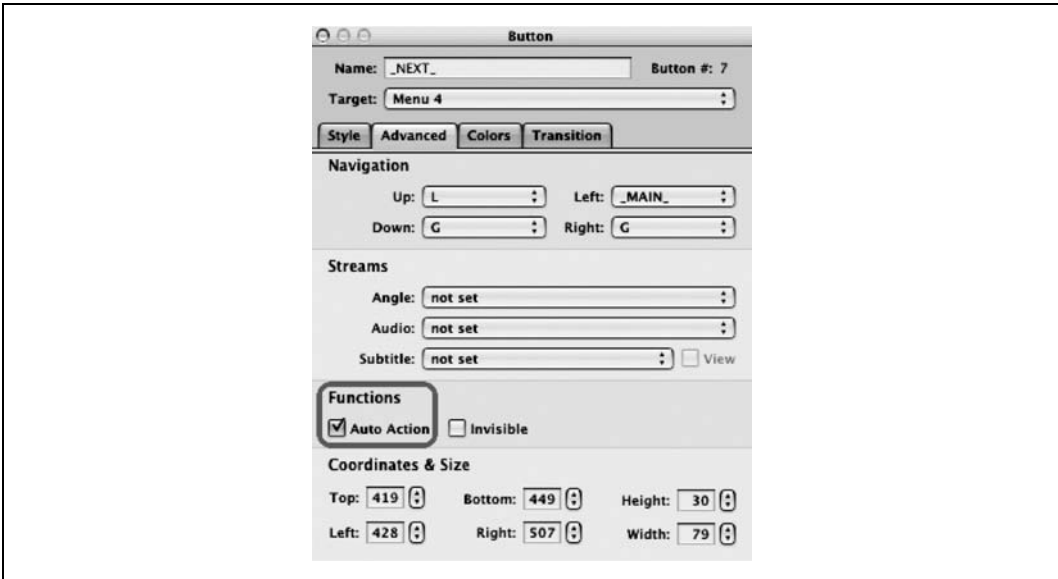 Button
Name: _NEXT_ Button #: 7
Target: Menu 4
Style Advanced Colors Transition
Navigation
Up: L Left: _MAIN_
Down: G Right: G
Streams
Angle: not set
Audio: not set
Subtitle: not set View
Functions
Auto Action Invisible
Coordinates & Size
Top: 419 Bottom: 449 Height: 30
Left: 428 Right: 507 Width: 79